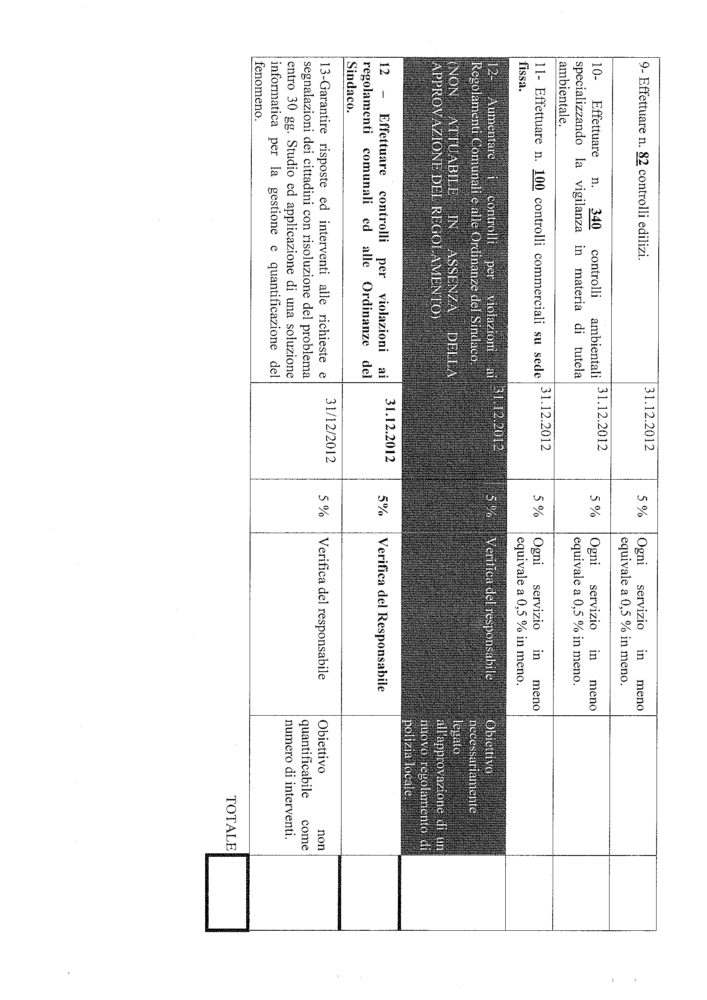 9- Effettuare n. 82 controlli edilizi.
31.12.2012
5 %
Ogni servizio in meno
equivale a 0,5 % in meno.
10- Effettuare n. 340 controlli ambientali
specializzando la vigilanza in materia di tutela
ambientale.
31.12.2012
5 %
Ogni servizio in meno
equivale a 0,5 % in meno.
11- Effettuare n. 100 controlli commerciali su sede
fissa.
31.12.2012
5 %
Ogni servizio in meno
equivale a 0,5 % in meno.
12- Aumentare i controlli per violazioni ai
Regolamenti Comunali e alle Ordinanze del Sindaco.
(NON ATTUABILE IN ASSENZA DELLA
APPROVAZIONE DEL REGOLAMENTO)
31.12.2012
5 %
Verifica del responsabile
Obiettivo
necessariamente
legato
all'approvazione di un
nuovo regolamento di
polizia locale
12 – Effettuare controlli per violazioni ai
regolamenti comunali ed alle Ordinanze del
Sindaco.
31.12.2012
5%
Verifica del Responsabile
13-Garantire risposte ed interventi alle richieste e
segnalazioni dei cittadini con risoluzione del problema
entro 30 gg. Studio ed applicazione di una soluzione
informatica per la gestione e quantificazione del
fenomeno.
31/12/2012
5 %
Verifica del responsabile
Obiettivo non
quantificabile come
numero di interventi.
TOTALE